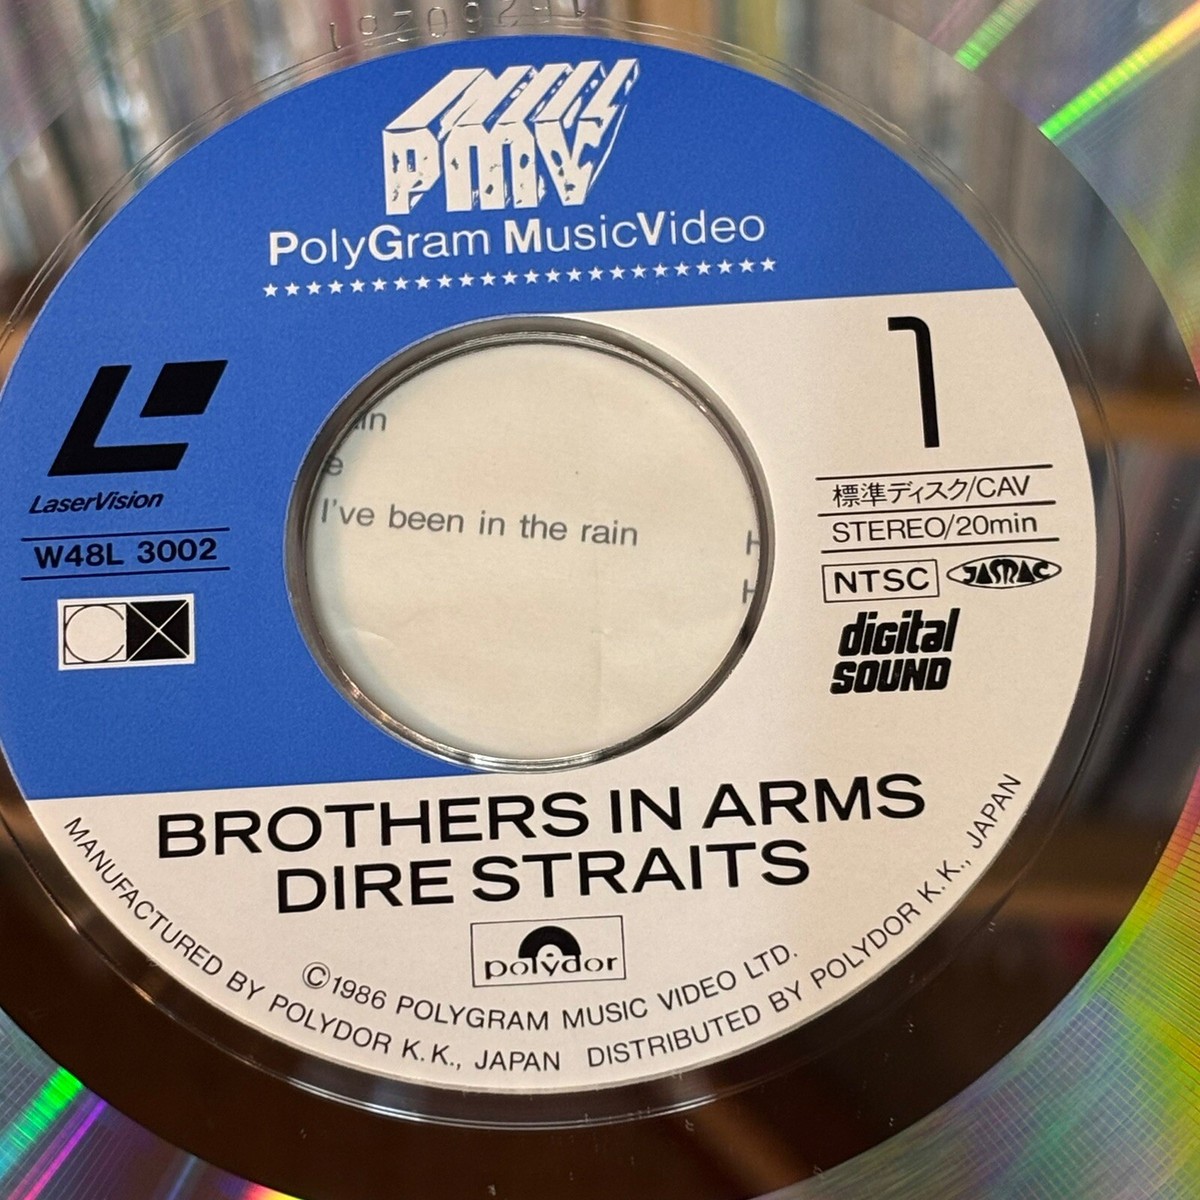 PMV
PolyGram MusicVideo
★★★★★★★★★★★★★★★★★★★★★★★★
1
LaserVision
W48L 3002
標準ディスク/CAV
STEREO/20min
NTSC JASRAC
digital
SOUND
e
I've been in the rain
H
H
BROTHERS IN ARMS
DIRE STRAITS
polydor
©1986 POLYGRAM MUSIC VIDEO LTD.
MANUFACTURED BY POLYDOR K.K., JAPAN DISTRIBUTED BY POLYDOR K.K., JAPAN